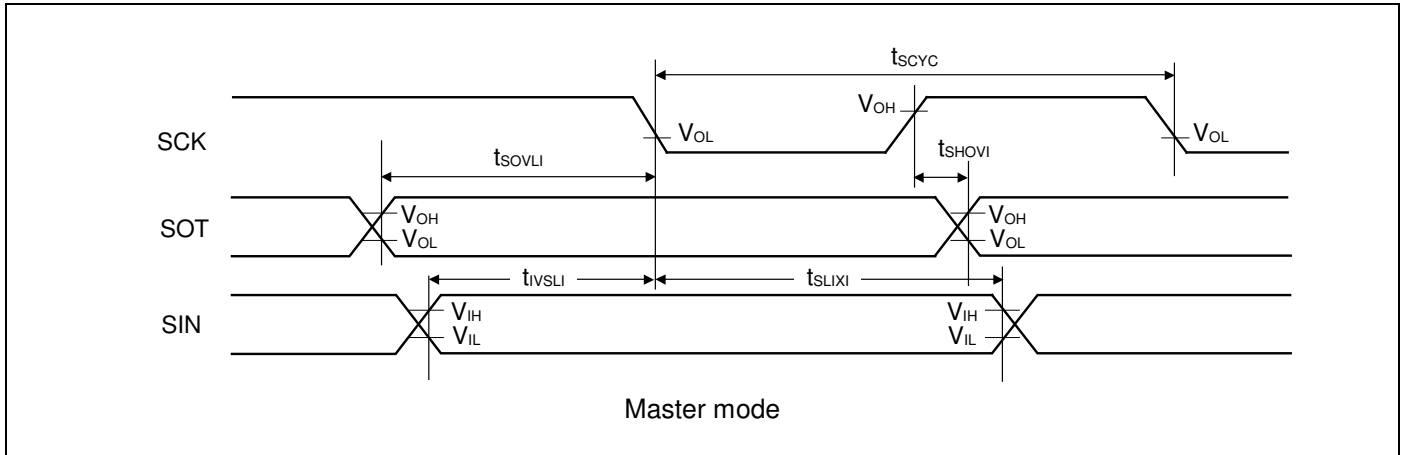 tSCYC
SCK
VOL
VOH
VOL
tSOVLI
tSHOVI
SOT
VOH
VOL
VOH
VOL
tIVSLI
tSLIXI
SIN
VIH
VIL
VIH
VIL
Master mode